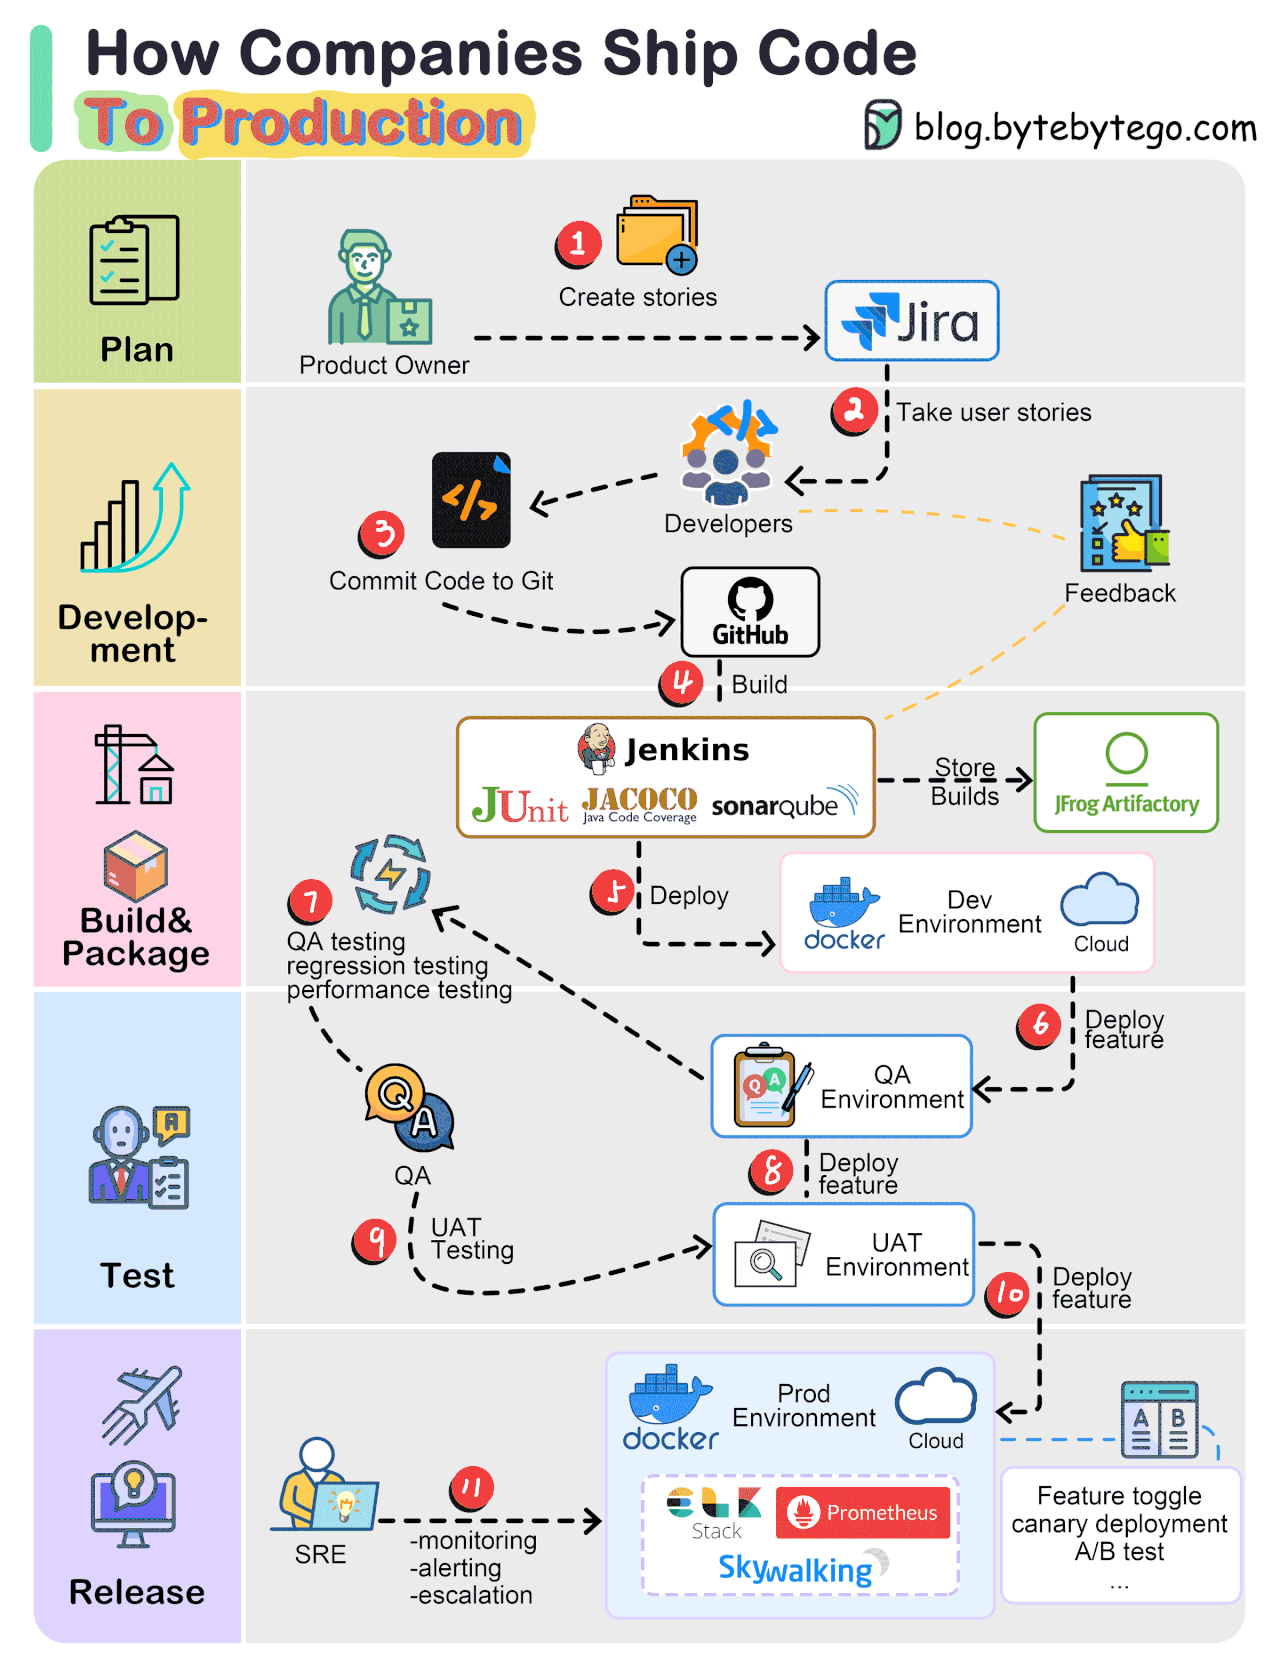 How Companies Ship Code
To Production
blog.bytebytego.com
Plan
1
Create stories
Product Owner
Jira
2
Take user stories
Develop-
ment
Developers
3
Commit Code to Git
Feedback
GitHub
4
Build
Build&
Package
Jenkins
JUnit
JACOCO
Java Code Coverage
sonarqube
Store
Builds
JFrog Artifactory
5
Deploy
docker
Dev
Environment
Cloud
7
QA testing
regression testing
performance testing
6
Deploy
feature
Test
A
Q A
QA
Environment
Q A
QA
8
Deploy
feature
9
UAT
Testing
UAT
Environment
10
Deploy
feature
Release
docker
Prod
Environment
Cloud
A B
SRE
11
-monitoring
-alerting
-escalation
ELK
Stack
Prometheus
Skywalking
Feature toggle
canary deployment
A/B test
...